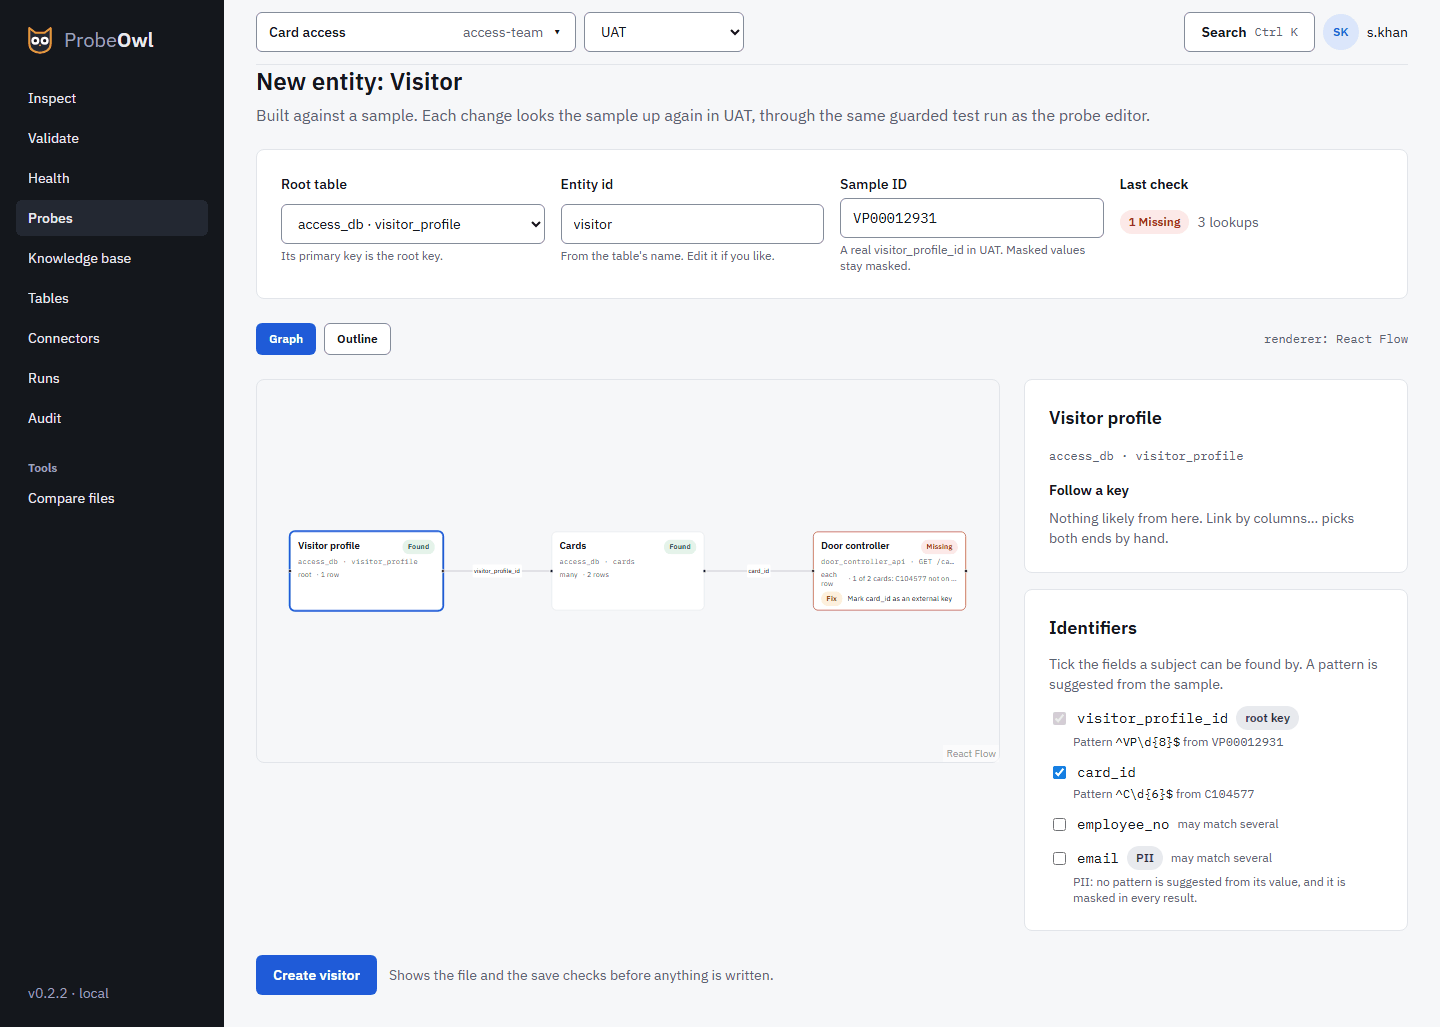 ProbeOwl
Inspect
Validate
Health
Probes
Knowledge base
Tables
Connectors
Runs
Audit
Tools
Compare files
v0.2.2 · local
Card access access-team ▾
UAT
Search Ctrl K
SK s.khan
New entity: Visitor
Built against a sample. Each change looks the sample up again in UAT, through the same guarded test run as the probe editor.
Root table
access_db · visitor_profile
Its primary key is the root key.
Entity id
visitor
From the table's name. Edit it if you like.
Sample ID
VP00012931
A real visitor_profile_id in UAT. Masked values
stay masked.
Last check
1 Missing 3 lookups
Graph Outline
renderer: React Flow
Visitor profile Found
access_db · visitor_profile
root · 1 row
visitor_profile_id
Cards Found
access_db · cards
many · 2 rows
card_id
Door controller Missing
door_controller_api · GET /ca…
each row · 1 of 2 cards: C104577 not on …
Fix Mark card_id as an external key
React Flow
Visitor profile
access_db · visitor_profile
Follow a key
Nothing likely from here. Link by columns… picks
both ends by hand.
Identifiers
Tick the fields a subject can be found by. A pattern is
suggested from the sample.
visitor_profile_id root key
Pattern ^VP\d{8}$ from VP00012931
card_id
Pattern ^C\d{6}$ from C104577
employee_no may match several
email PII may match several
PII: no pattern is suggested from its value, and it is
masked in every result.
Create visitor Shows the file and the save checks before anything is written.